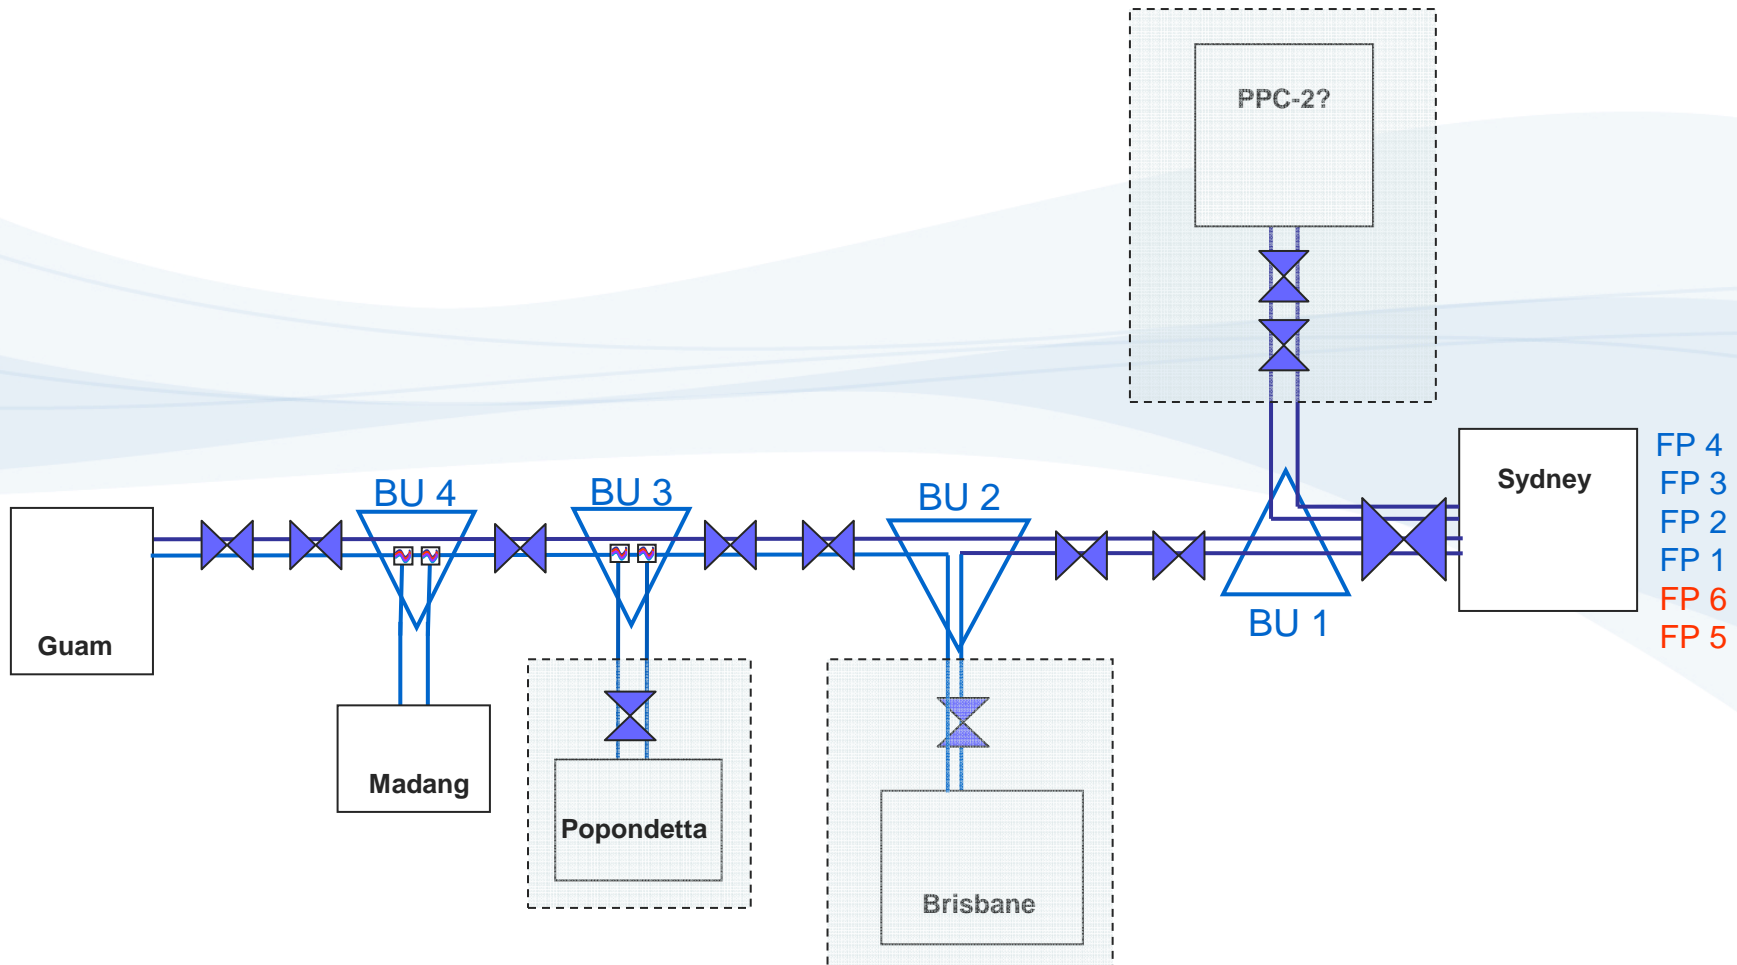 PPC-2?
Sydney
FP 4
FP 3
FP 2
FP 1
FP 6
FP 5
BU 4
BU 3
BU 2
BU 1
Guam
Madang
Popondetta
Brisbane